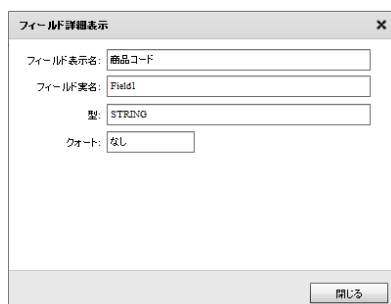 フィールド詳細表示
フィールド表示名: 商品コード
フィールド実名: Field1
型: STRING
クォート: なし
閉じる